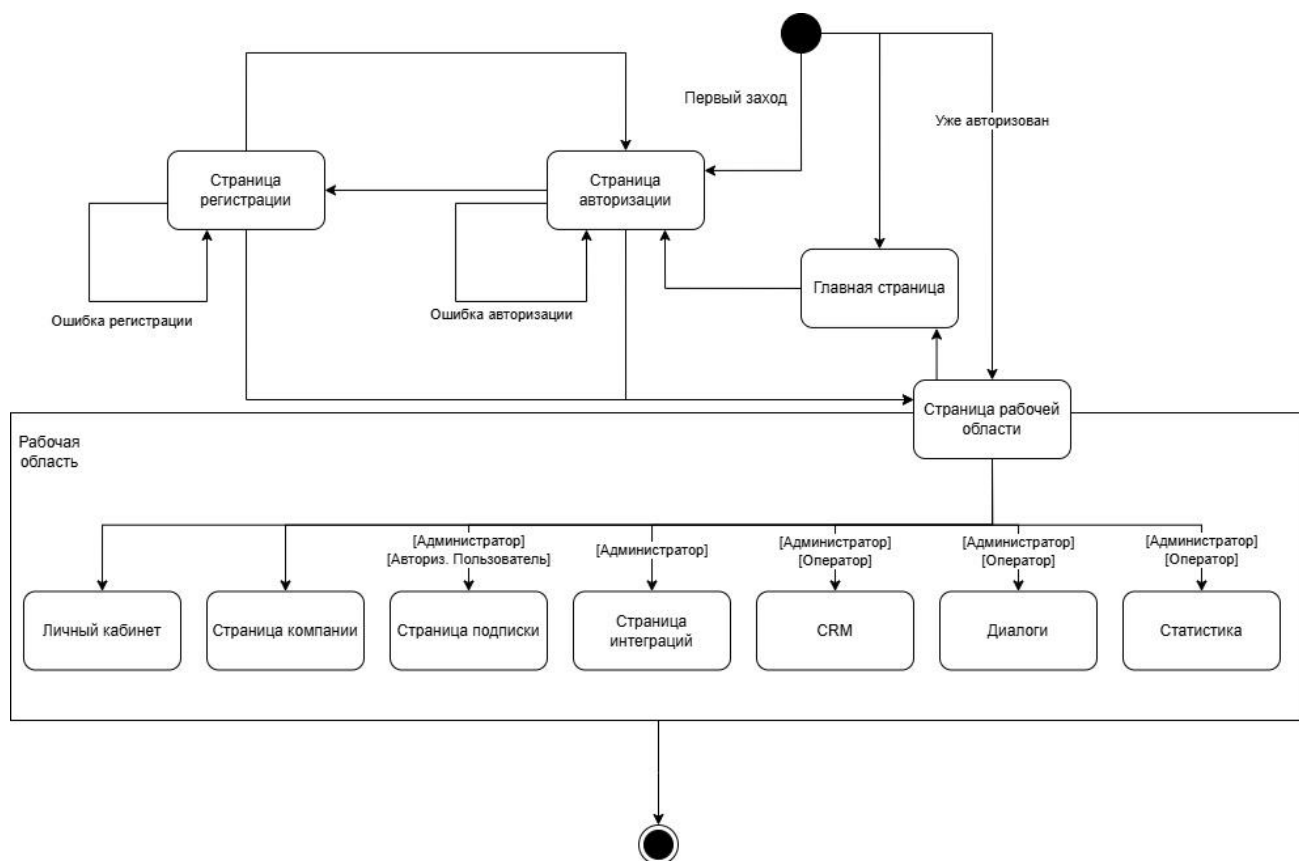 Первый заход
Уже авторизован
Страница
регистрации
Страница
авторизации
Главная страница
Ошибка регистрации
Ошибка авторизации
Страница рабочей
области
Рабочая
область
[Администратор]
[Авториз. Пользователь]
[Администратор]
[Администратор]
[Оператор]
[Администратор]
[Оператор]
[Администратор]
[Оператор]
Личный кабинет
Страница компании
Страница подписки
Страница
интеграций
CRM
Диалоги
Статистика